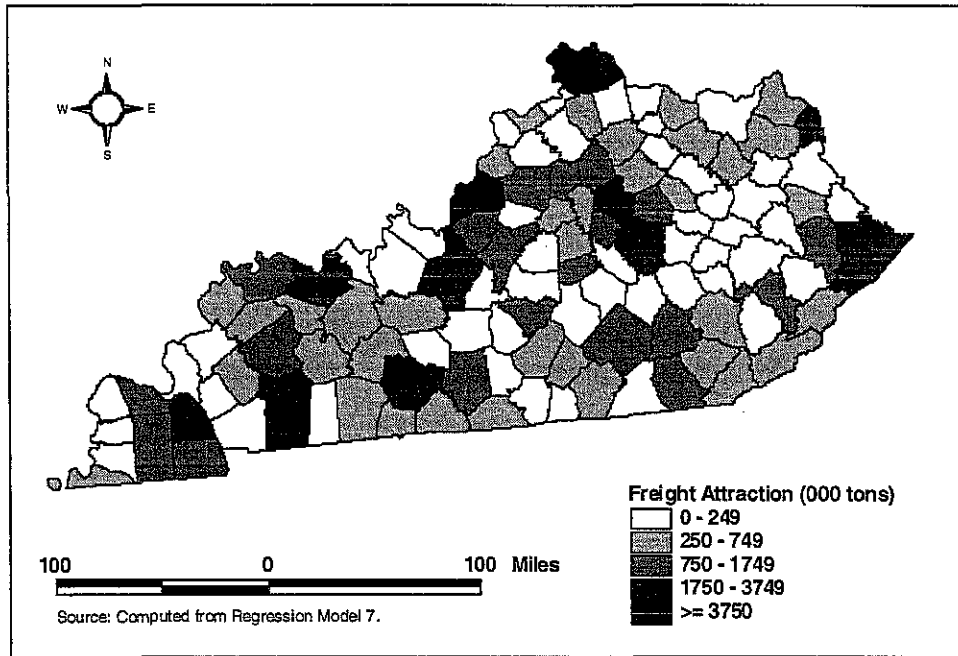 N
W E
S
Freight Attraction (000 tons)
0 - 249
250 - 749
750 - 1749
1750 - 3749
>= 3750
100 0 100 Miles
Source: Computed from Regression Model 7.